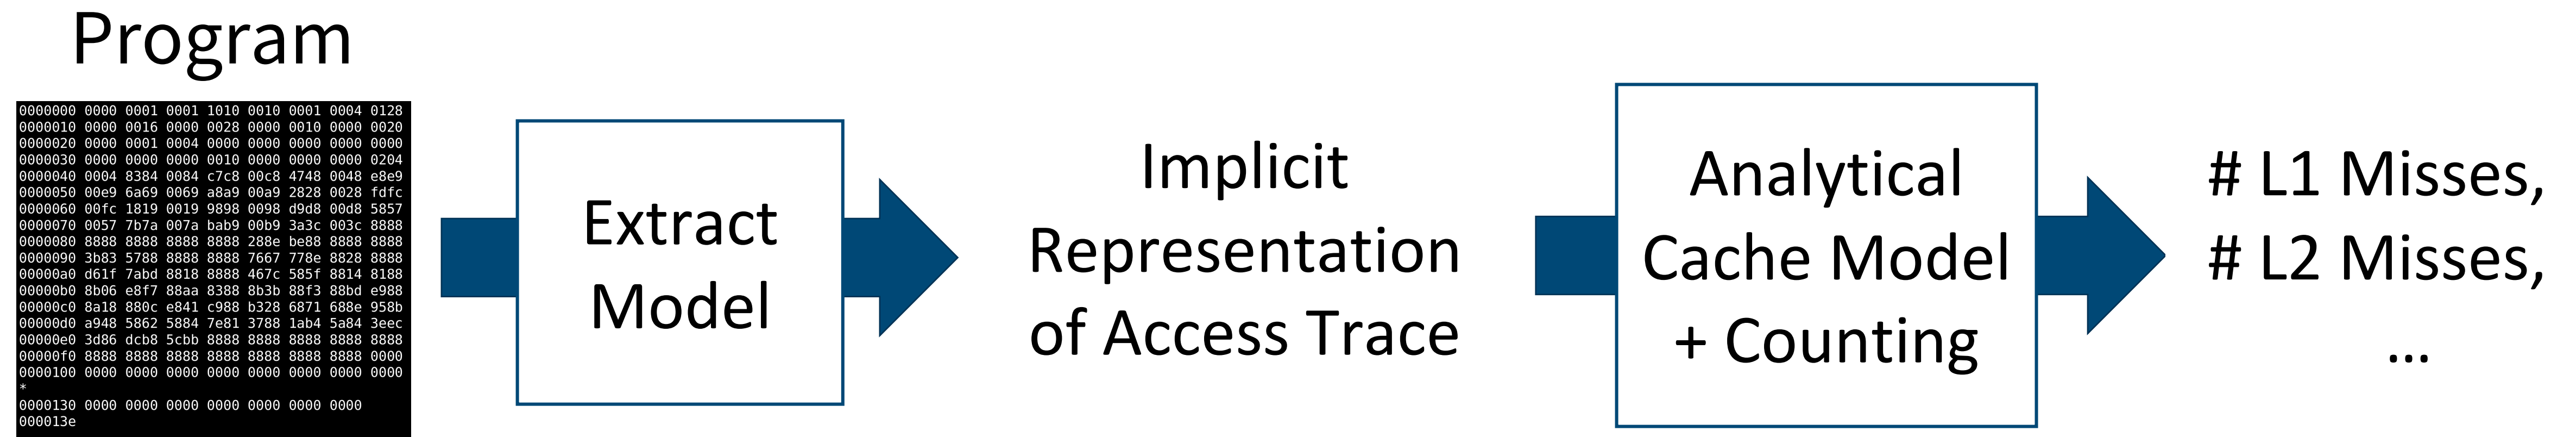 Program
0000000 0000 0001 0001 1010 0010 0001 0004 0128
0000010 0000 0016 0000 0028 0000 0010 0000 0020
0000020 0000 0001 0004 0000 0000 0000 0000 0000
0000030 0000 0000 0000 0010 0000 0000 0000 0204
0000040 0004 8384 0084 c7c8 00c8 4748 0048 e8e9
0000050 00e9 6a69 0069 a8a9 00a9 2828 0028 fdfc
0000060 00fc 1819 0019 9898 0098 d9d8 00d8 5857
0000070 0057 7b7a 007a bab9 00b9 3a3c 003c 8888
0000080 8888 8888 8888 8888 288e be88 8888 8888
0000090 3b83 5788 8888 8888 7667 778e 8828 8888
00000a0 d61f 7abd 8818 8888 467c 585f 8814 8188
00000b0 8b06 e8f7 88aa 8388 8b3b 88f3 88bd e988
00000c0 8a18 880c e841 c988 b328 6871 688e 958b
00000d0 a948 5862 5884 7e81 3788 1ab4 5a84 3eec
00000e0 3d86 dcb8 5cbb 8888 8888 8888 8888 8888
00000f0 8888 8888 8888 8888 8888 8888 8888 0000
0000100 0000 0000 0000 0000 0000 0000 0000 0000
*
0000130 0000 0000 0000 0000 0000 0000 0000
000013e
Extract
Model
Implicit
Representation
of Access Trace
Analytical
Cache Model
+ Counting
# L1 Misses,
# L2 Misses,
...